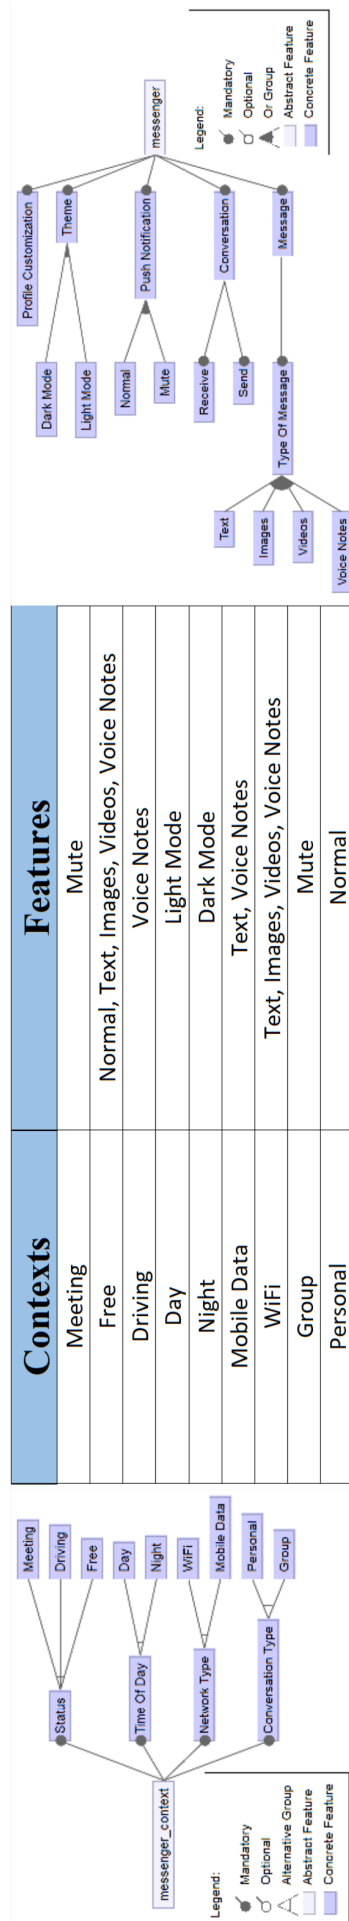 messenger_context
Status
Meeting
Driving
Free
Time Of Day
Day
Night
Network Type
WiFi
Mobile Data
Conversation Type
Personal
Group
Legend:
Mandatory
Optional
Alternative Group
Abstract Feature
Concrete Feature
Contexts Features
Meeting Mute
Free Normal, Text, Images, Videos, Voice Notes
Driving Voice Notes
Day Light Mode
Night Dark Mode
Mobile Data Text, Voice Notes
WiFi Text, Images, Videos, Voice Notes
Group Mute
Personal Normal
messenger
Profile Customization
Theme
Dark Mode
Light Mode
Push Notification
Normal
Mute
Conversation
Receive
Send
Message
Type Of Message
Text
Images
Videos
Voice Notes
Legend:
Mandatory
Optional
Or Group
Abstract Feature
Concrete Feature